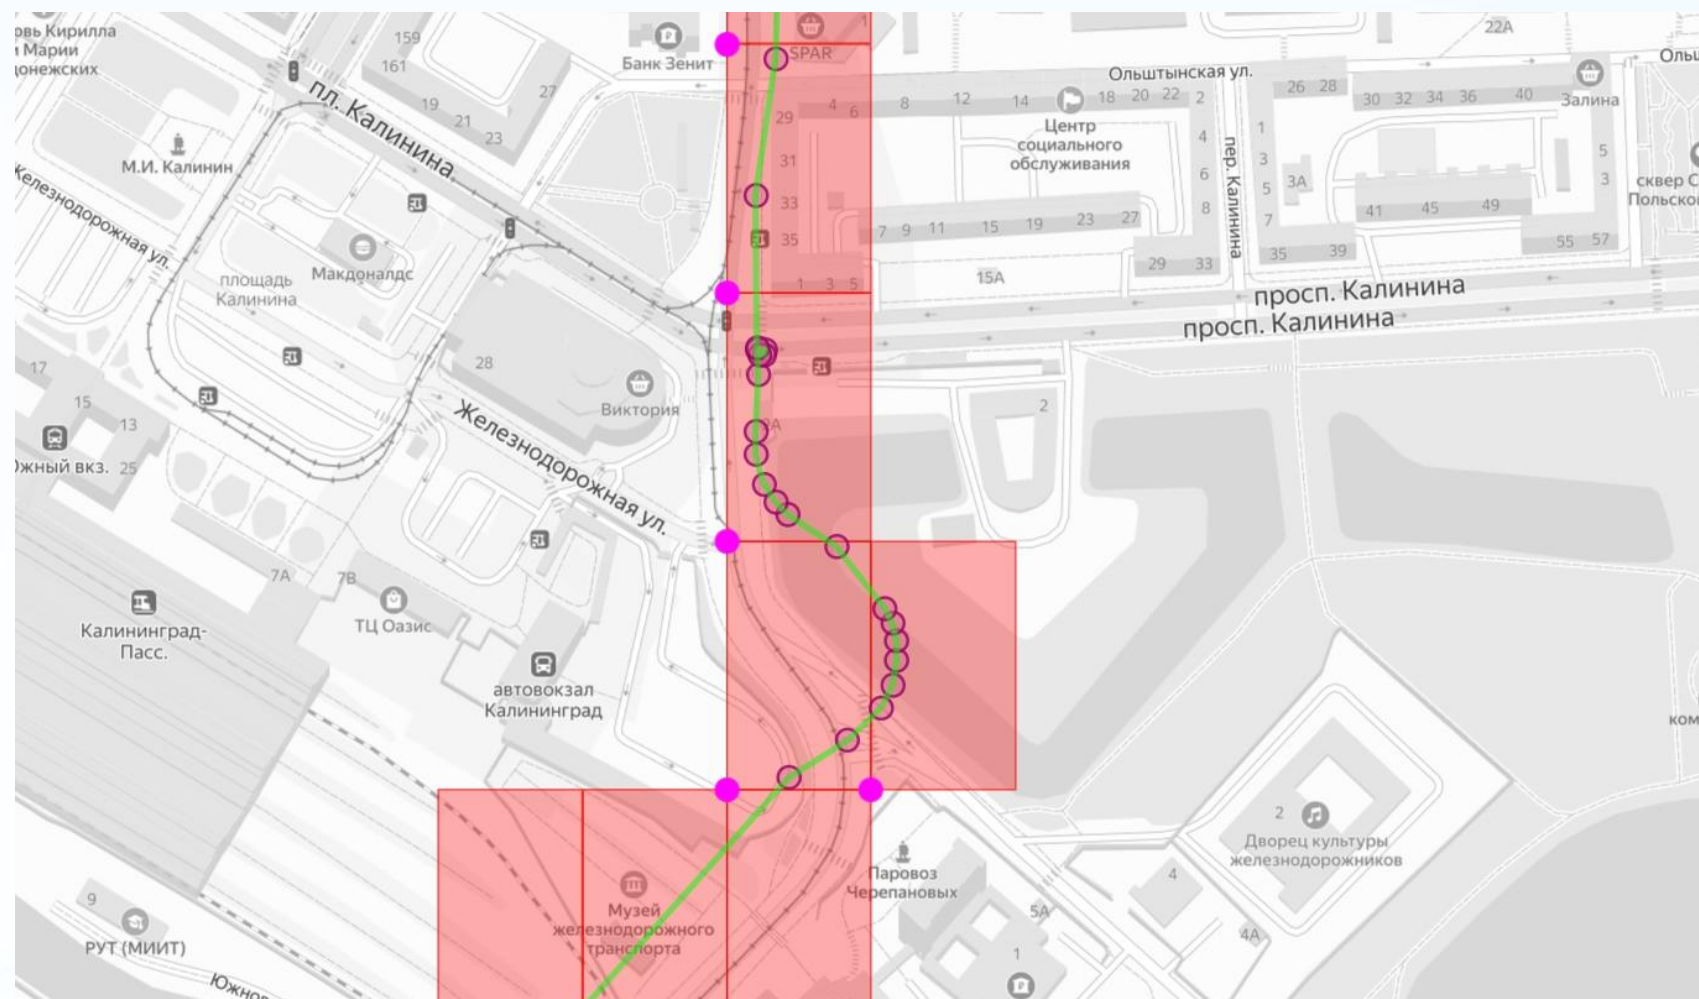 овь Кирилла
и Марии
донежских
159
161
19
21
23
27
пл. Калинина
Банк Зенит
SPAR
1
29
31
33
35
4
6
8
12
14
18
20
22
2
Ольштынская ул.
22А
26
28
30
32
34
36
40
Залина
М.И. Калинин
Железнодорожная ул.
Центр
социального
обслуживания
4
6
8
пер. Калинина
1
3
5
7
3А
5
3
сквер С
Польско
Макдоналдс
площадь
Калинина
7
9
11
15
19
23
27
29
33
35
39
41
45
49
55
57
1
3
5
15А
просп. Калинина
просп. Калинина
17
15
13
25
Южный вкз.
28
Виктория
2
Железнодорожная ул.
7А
7В
ТЦ Оазис
Калининград-
Пасс.
автовокзал
Калининград
ком
2
Дворец культуры
железнодорожников
Паровоз
Черепановых
4
5А
4А
1
9
РУТ (МИИТ)
Музей
железнодорожного
транспорта
Южнов